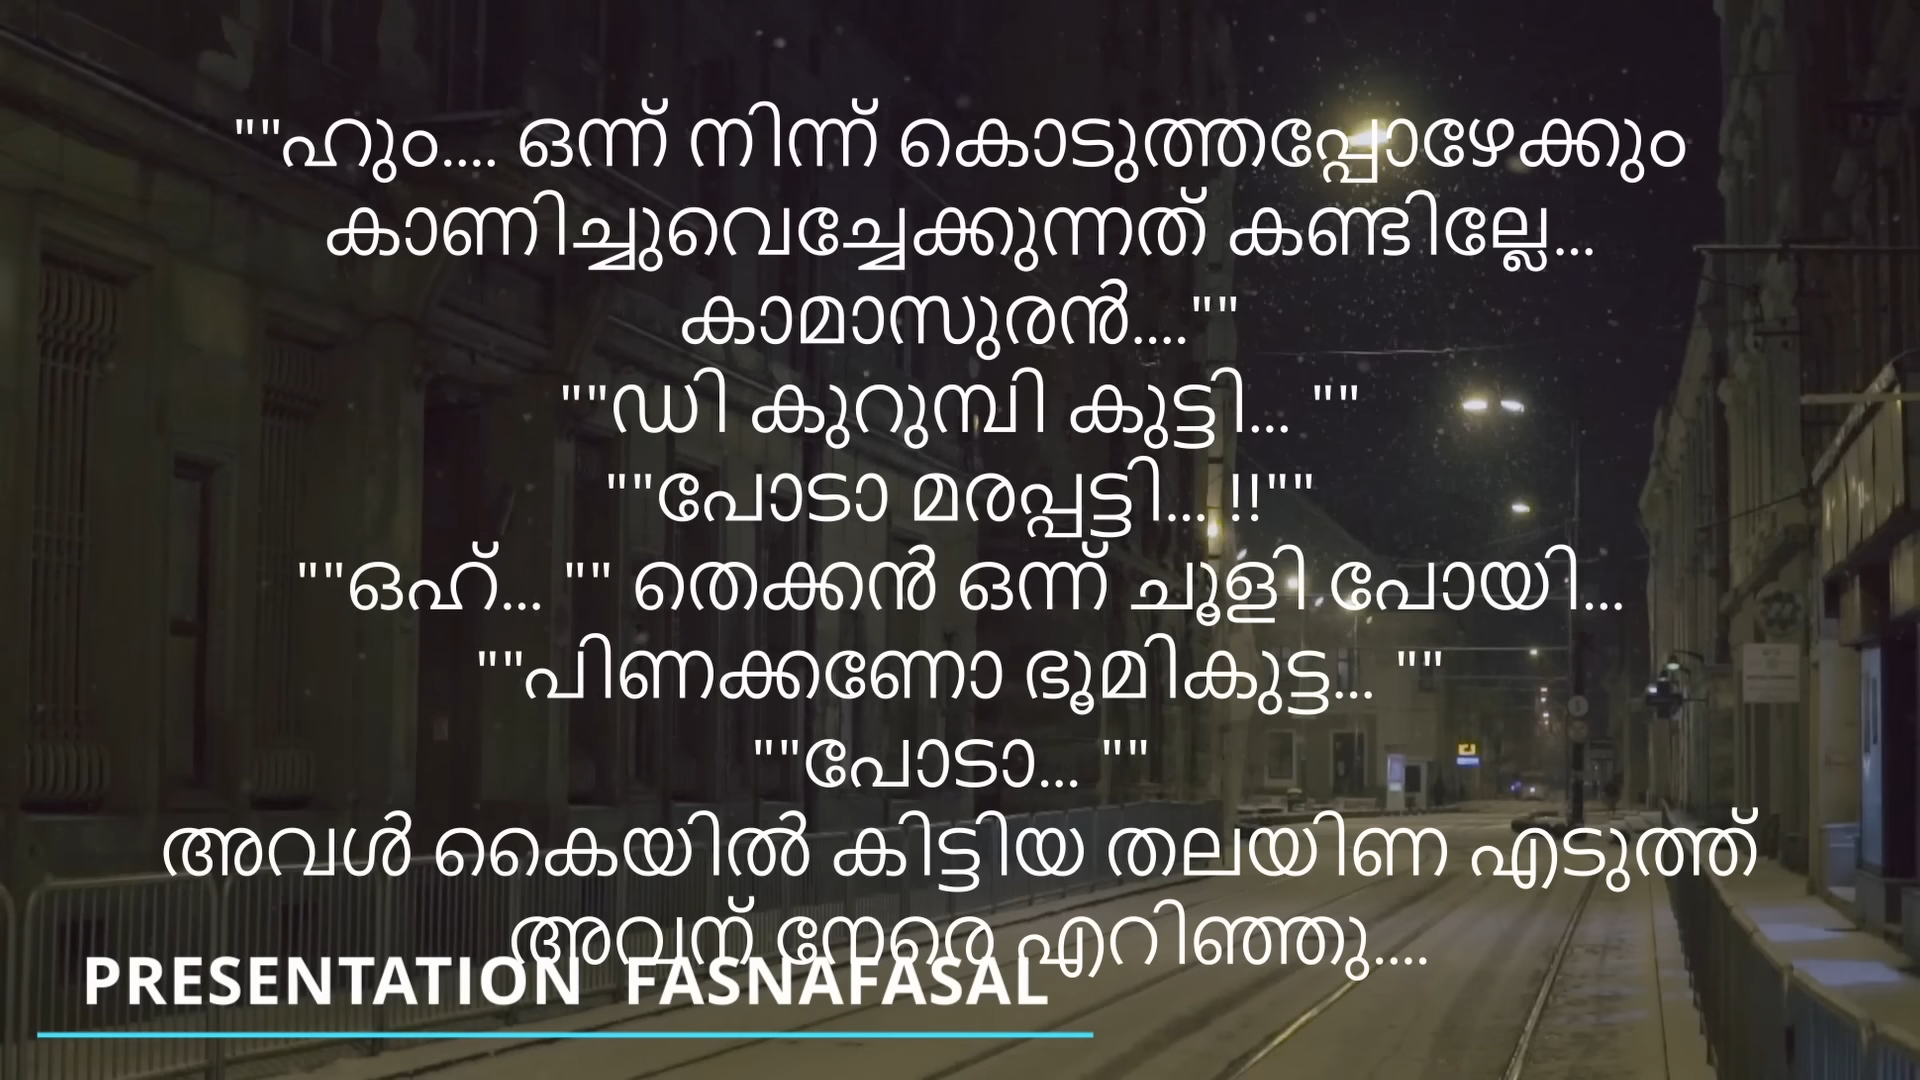 ""ഹും.... ഒന്ന് നിന്ന് കൊടുത്തപ്പോഴേക്കും
കാണിച്ചുവെച്ചേക്കുന്നത് കണ്ടില്ലേ...
കാമാസുരൻ....""
""ഡി കുറുമ്പി കുട്ടി... ""
""പോടാ മരപ്പട്ടി... !!""
""ഒഹ്... "" തെക്കൻ ഒന്ന് ചൂളി പോയി...
""പിണക്കണോ ഭൂമികുട്ട... ""
""പോടാ... ""
അവൾ കൈയിൽ കിട്ടിയ തലയിണ എടുത്ത്
അവന് നേരെ എറിഞ്ഞു....
PRESENTATION FASNAFASAL